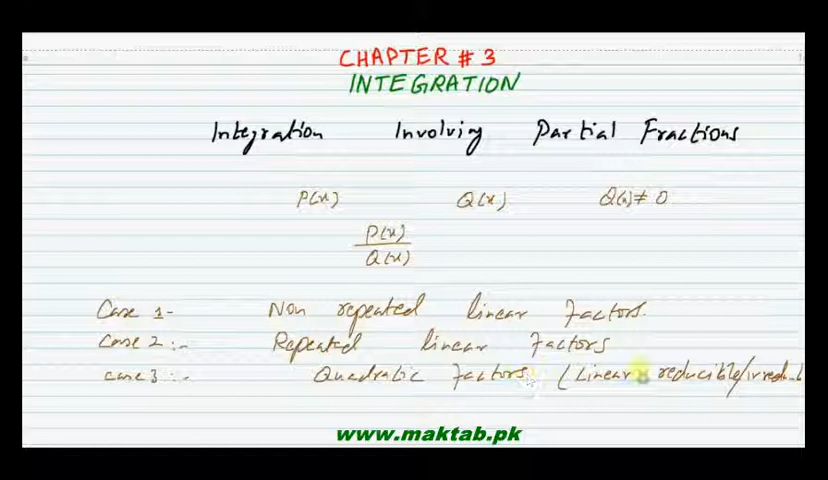 CHAPTER # 3
INTEGRATION
Integration Involving Partial Fractions
P(x) Q(x) Q(x) ≠ 0
P(x)
Q(x)
Case 1- Non repeated linear Factors.
Case 2:- Repeated linear Factors
case 3:- Quadratic Factors (Linear reducible/
www.maktab.pk